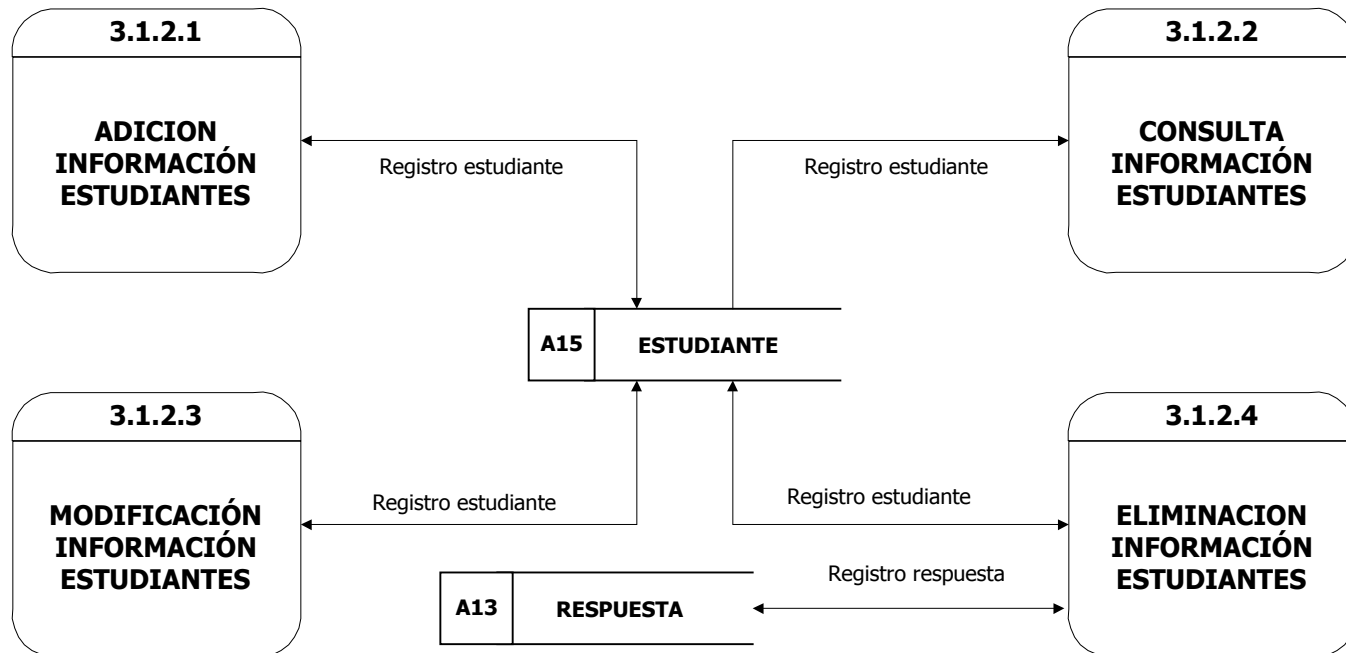 3.1.2.1
ADICION
INFORMACIÓN
ESTUDIANTES
Registro estudiante
3.1.2.2
CONSULTA
INFORMACIÓN
ESTUDIANTES
Registro estudiante
A15
ESTUDIANTE
3.1.2.3
MODIFICACIÓN
INFORMACIÓN
ESTUDIANTES
Registro estudiante
3.1.2.4
ELIMINACION
INFORMACIÓN
ESTUDIANTES
Registro estudiante
Registro respuesta
A13
RESPUESTA